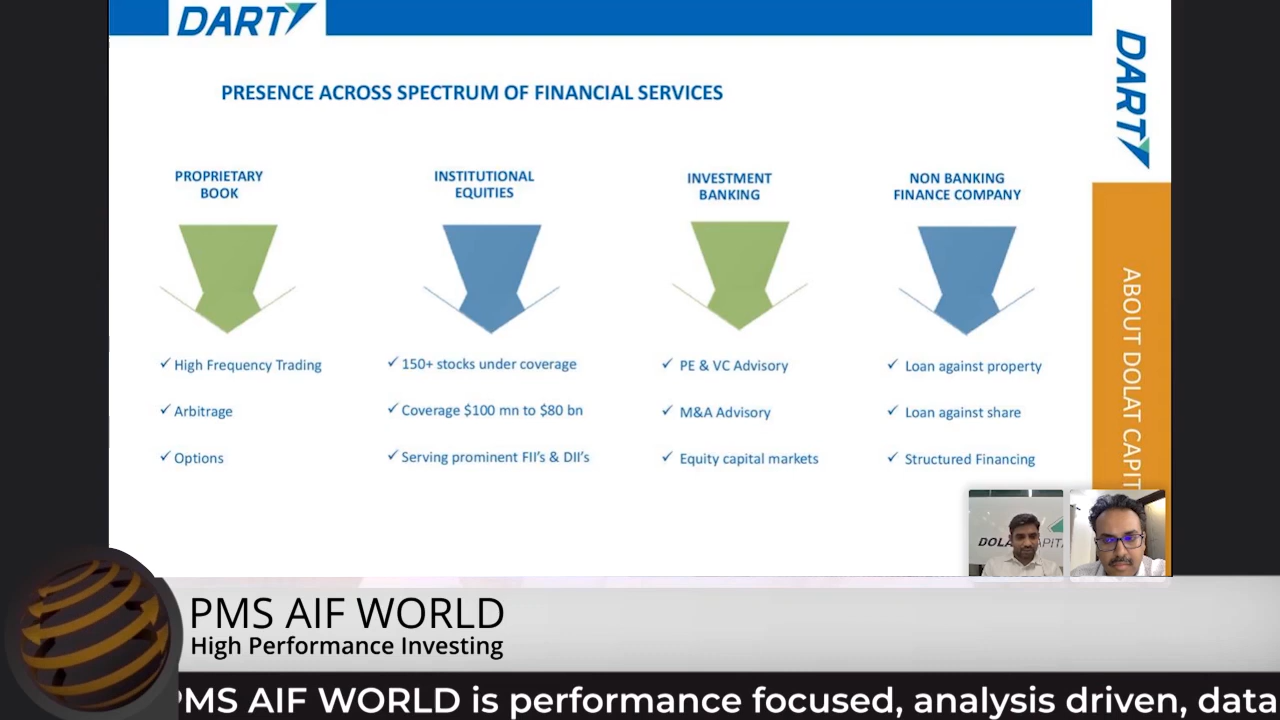 DART
DART
PRESENCE ACROSS SPECTRUM OF FINANCIAL SERVICES
PROPRIETARY
BOOK
INSTITUTIONAL
EQUITIES
INVESTMENT
BANKING
NON BANKING
FINANCE COMPANY
✓ High Frequency Trading
✓ Arbitrage
✓ Options
✓ 150+ stocks under coverage
✓ Coverage $100 mn to $80 bn
✓ Serving prominent FII's & DII's
✓ PE & VC Advisory
✓ M&A Advisory
✓ Equity capital markets
✓ Loan against property
✓ Loan against share
✓ Structured Financing
ABOUT DOLAT CAPIT
DOLA APIT
PMS AIF WORLD
High Performance Investing
PMS AIF WORLD is performance focused, analysis driven, data